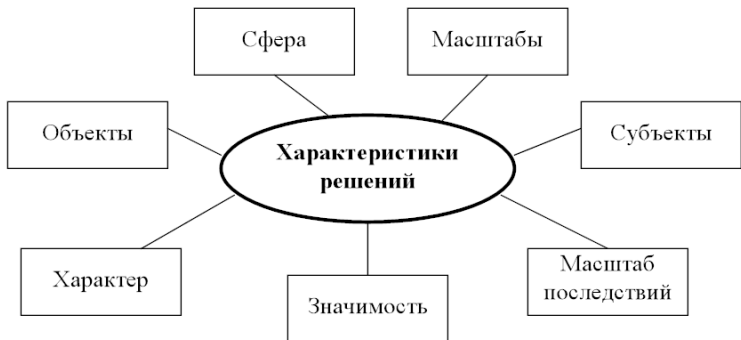 Сфера
Масштабы
Объекты
Субъекты
Характеристики
решений
Характер
Значимость
Масштаб
последствий